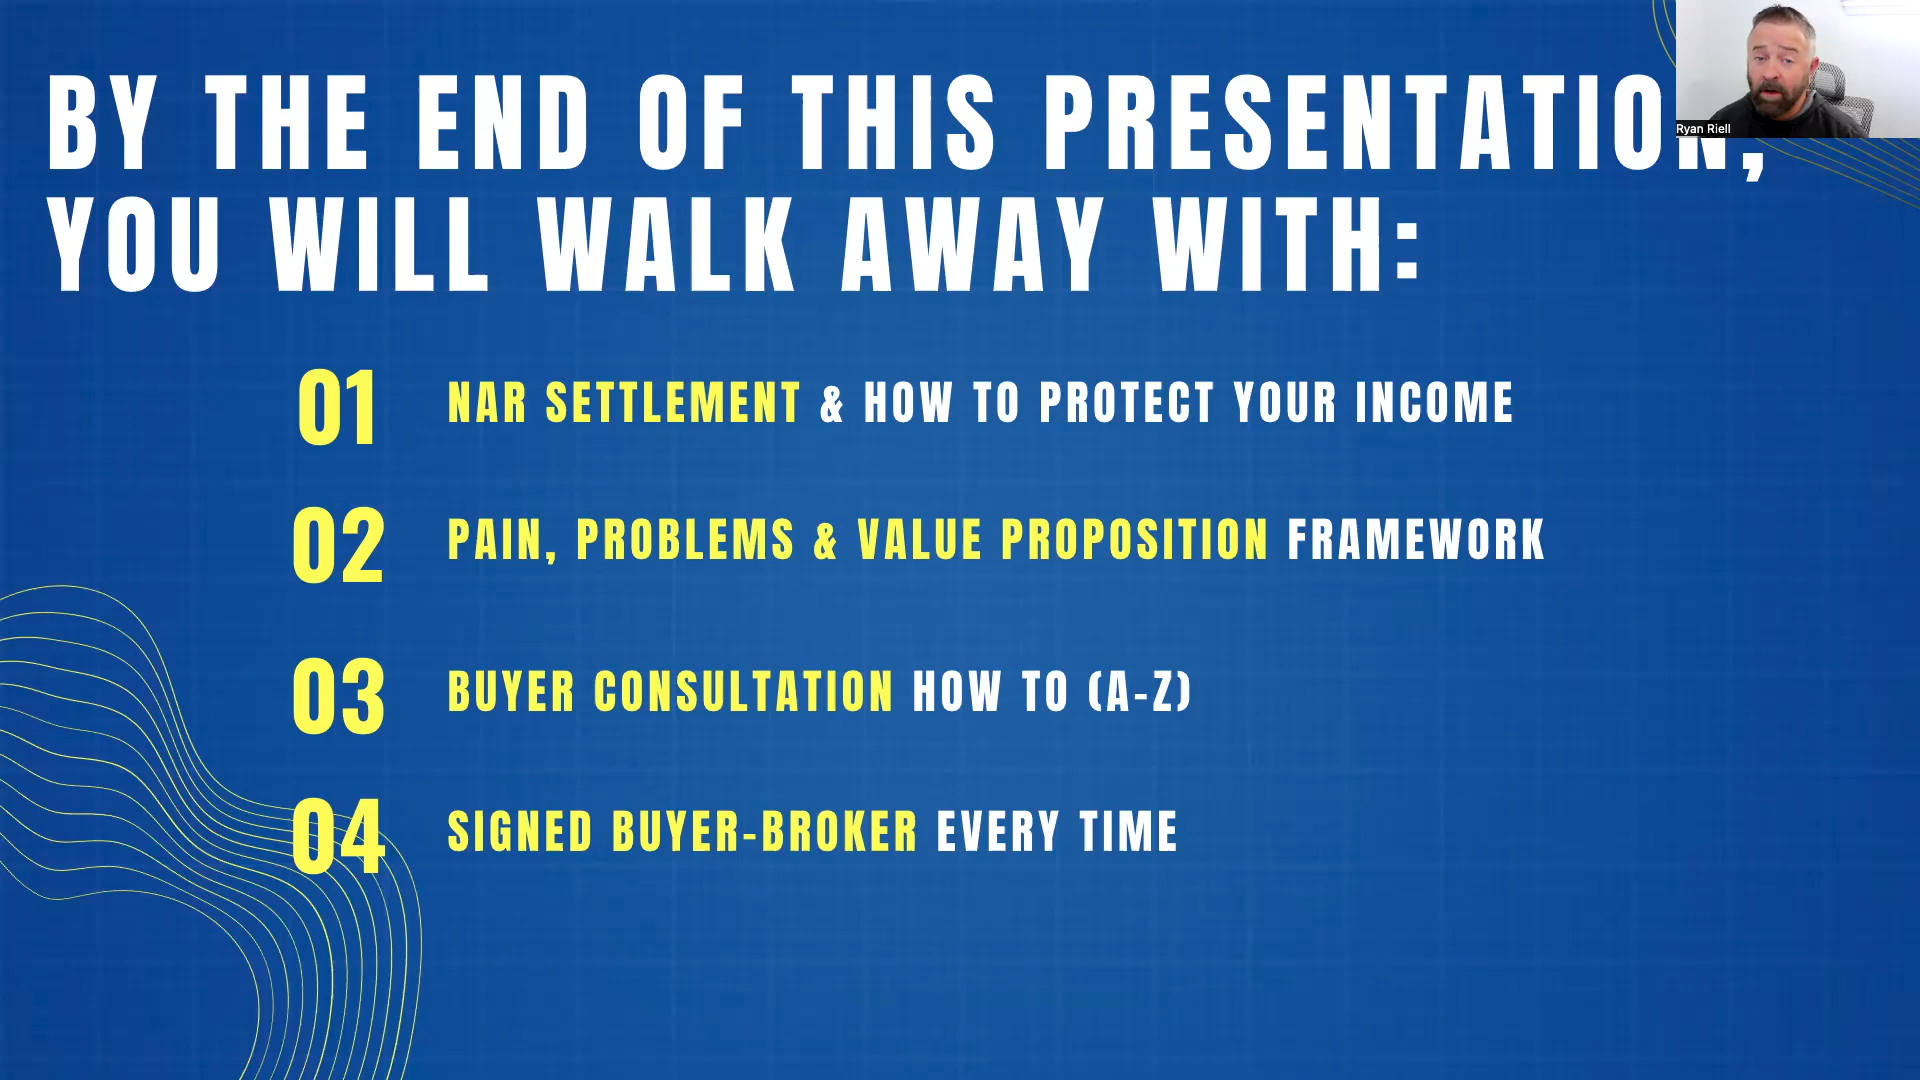 BY THE END OF THIS PRESENTATION,
YOU WILL WALK AWAY WITH:
Ryan Riell
01 NAR SETTLEMENT & HOW TO PROTECT YOUR INCOME
02 PAIN, PROBLEMS & VALUE PROPOSITION FRAMEWORK
03 BUYER CONSULTATION HOW TO (A-Z)
04 SIGNED BUYER-BROKER EVERY TIME